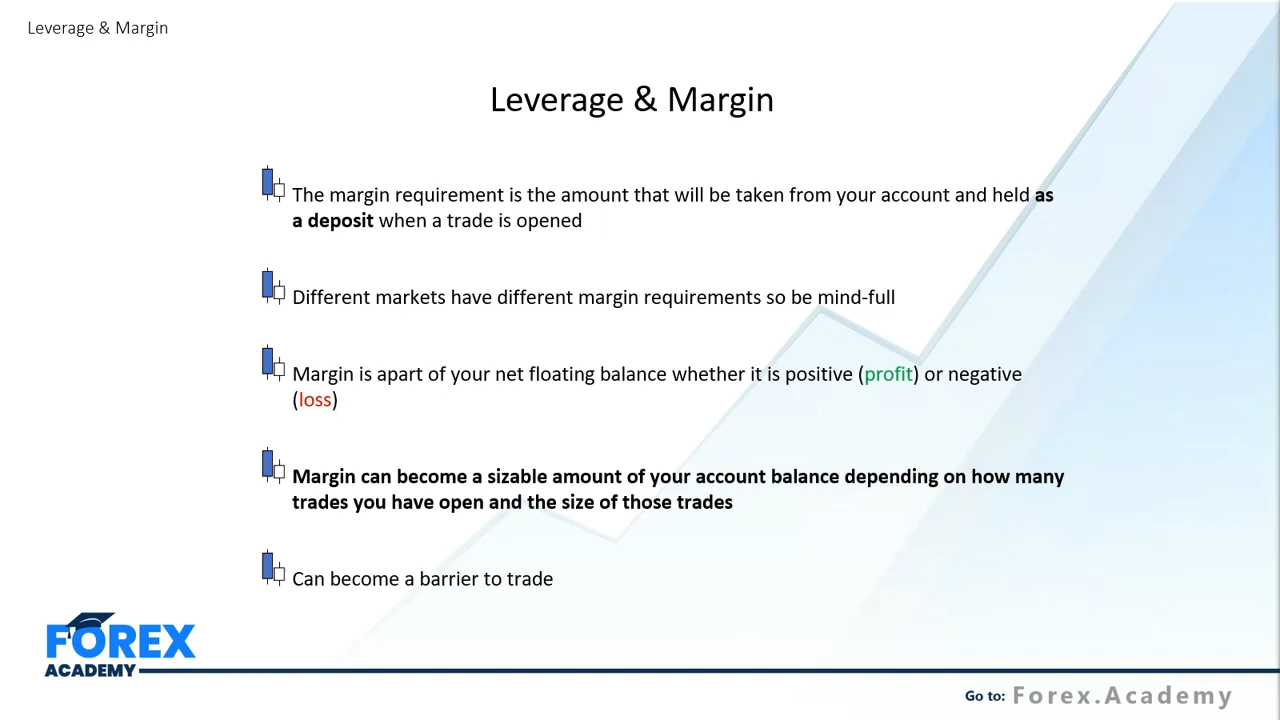 Leverage & Margin
Leverage & Margin
The margin requirement is the amount that will be taken from your account and held as
a deposit when a trade is opened
Different markets have different margin requirements so be mind-full
Margin is apart of your net floating balance whether it is positive (profit) or negative
(loss)
Margin can become a sizable amount of your account balance depending on how many
trades you have open and the size of those trades
Can become a barrier to trade
FOREX
ACADEMY
Go to: Forex.Academy